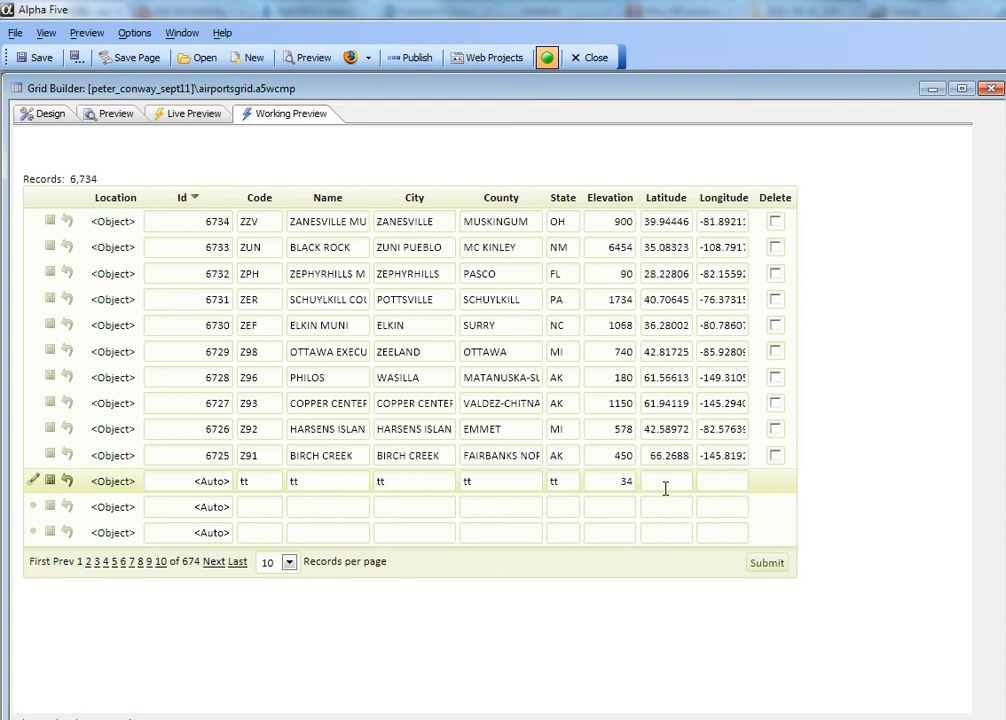 Alpha Five
File View Preview Options Window Help
Save Save Page Open New Preview Publish Web Projects Close
Grid Builder: [peter_conway_sept11]\airportsgrid.a5wcmp
Design Preview Live Preview Working Preview
Records: 6,734
Location Id Code Name City County State Elevation Latitude Longitude Delete
<Object> 6734 ZZV ZANESVILLE MU ZANESVILLE MUSKINGUM OH 900 39.94446 -81.8921
<Object> 6733 ZUN BLACK ROCK ZUNI PUEBLO MC KINLEY NM 6454 35.08323 -108.791
<Object> 6732 ZPH ZEPHYRHILLS M ZEPHYRHILLS PASCO FL 90 28.22806 -82.1559
<Object> 6731 ZER SCHUYLKILL COU POTTSVILLE SCHUYLKILL PA 1734 40.70645 -76.3731
<Object> 6730 ZEF ELKIN MUNI ELKIN SURRY NC 1068 36.28002 -80.7860
<Object> 6729 Z98 OTTAWA EXECU ZEELAND OTTAWA MI 740 42.81725 -85.9280
<Object> 6728 Z96 PHILOS WASILLA MATANUSKA-SU AK 180 61.56613 -149.310
<Object> 6727 Z93 COPPER CENTER COPPER CENTER VALDEZ-CHITNA AK 1150 61.94119 -145.294
<Object> 6726 Z92 HARSENS ISLAN HARSENS ISLAN EMMET MI 578 42.58972 -82.5763
<Object> 6725 Z91 BIRCH CREEK BIRCH CREEK FAIRBANKS NOR AK 450 66.2688 -145.819
<Object> <Auto> tt tt tt tt tt 34
<Object> <Auto>
<Object> <Auto>
First Prev 1 2 3 4 5 6 7 8 9 10 of 674 Next Last 10 Records per page Submit